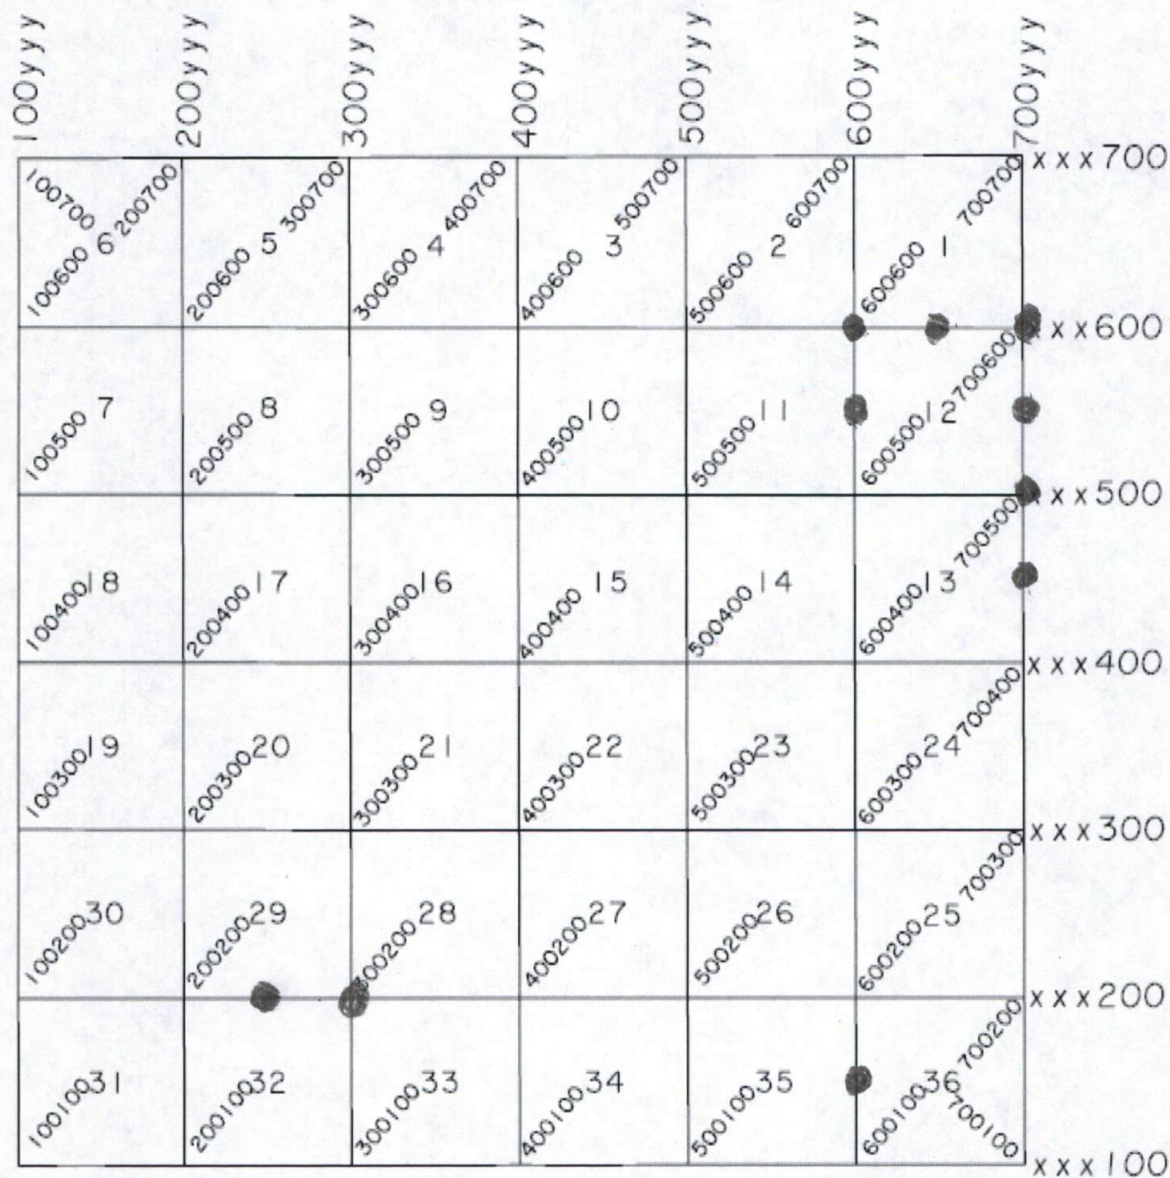 100yyy 200yyy 300yyy 400yyy 500yyy 600yyy 700yyy
100700 200700 300700 400700 500700 600700 700700 xxx700
6 5 4 3 2 1
100600 200600 300600 400600 500600 600600 700600 xxx600
7 8 9 10 11 12
100500 200500 300500 400500 500500 600500 700500 xxx500
18 17 16 15 14 13
100400 200400 300400 400400 500400 600400 700400 xxx400
19 20 21 22 23 24
100300 200300 300300 400300 500300 600300 700300 xxx300
30 29 28 27 26 25
100200 200200 300200 400200 500200 600200 700200 xxx200
31 32 33 34 35 36
100100 200100 300100 400100 500100 600100 700100 xxx100